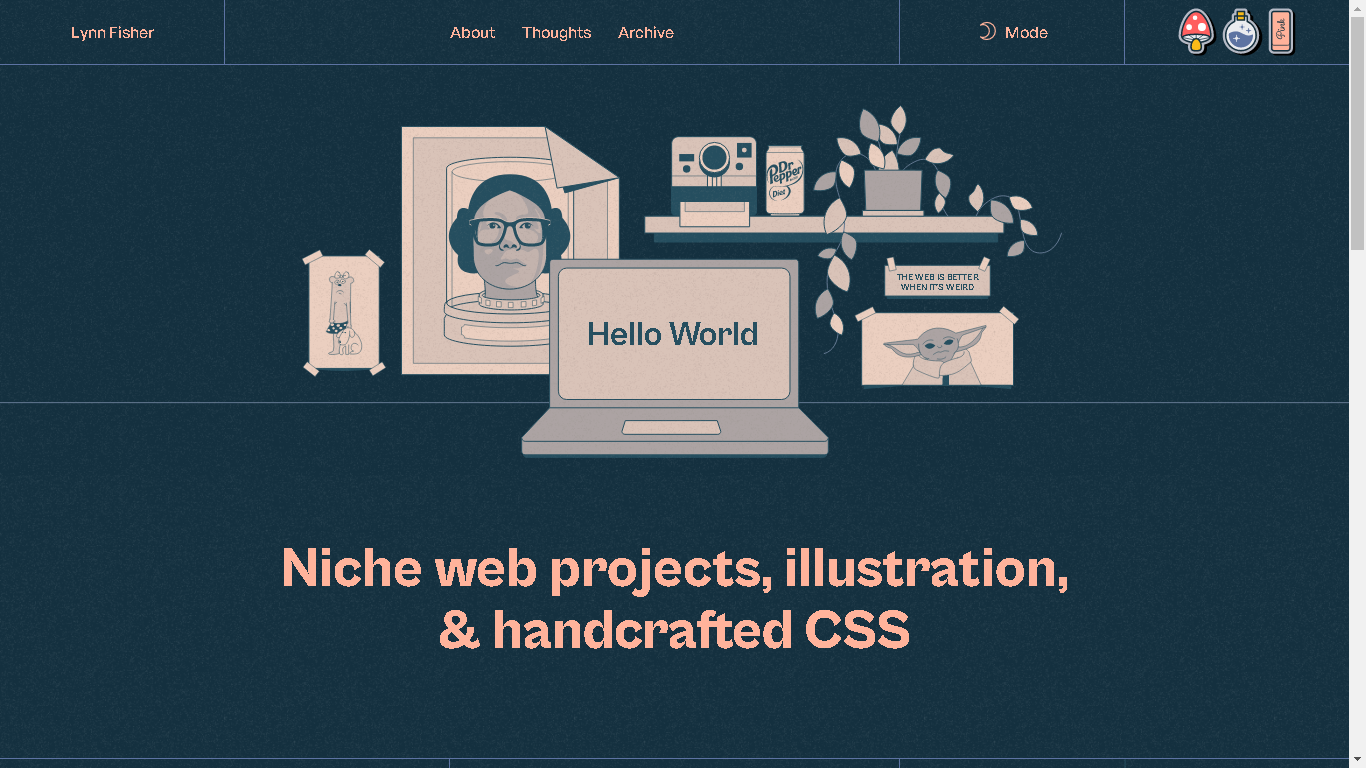 Lynn Fisher
About Thoughts Archive
Mode
Pink
Dr.
Pepper
Diet
THE WEB IS BETTER
WHEN IT'S WEIRD
Hello World
Niche web projects, illustration,
& handcrafted CSS